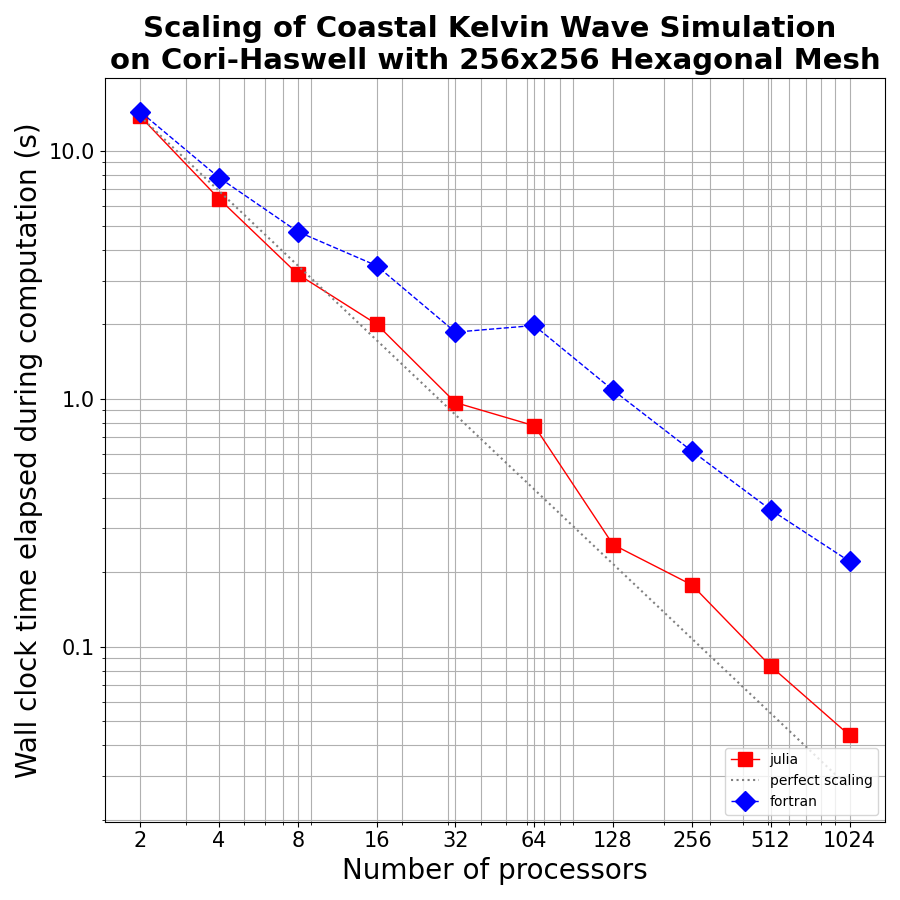 Scaling of Coastal Kelvin Wave Simulation
on Cori-Haswell with 256x256 Hexagonal Mesh
Wall clock time elapsed during computation (s)
10.0
1.0
0.1
julia
perfect scaling
fortran
2 4 8 16 32 64 128 256 512 1024
Number of processors